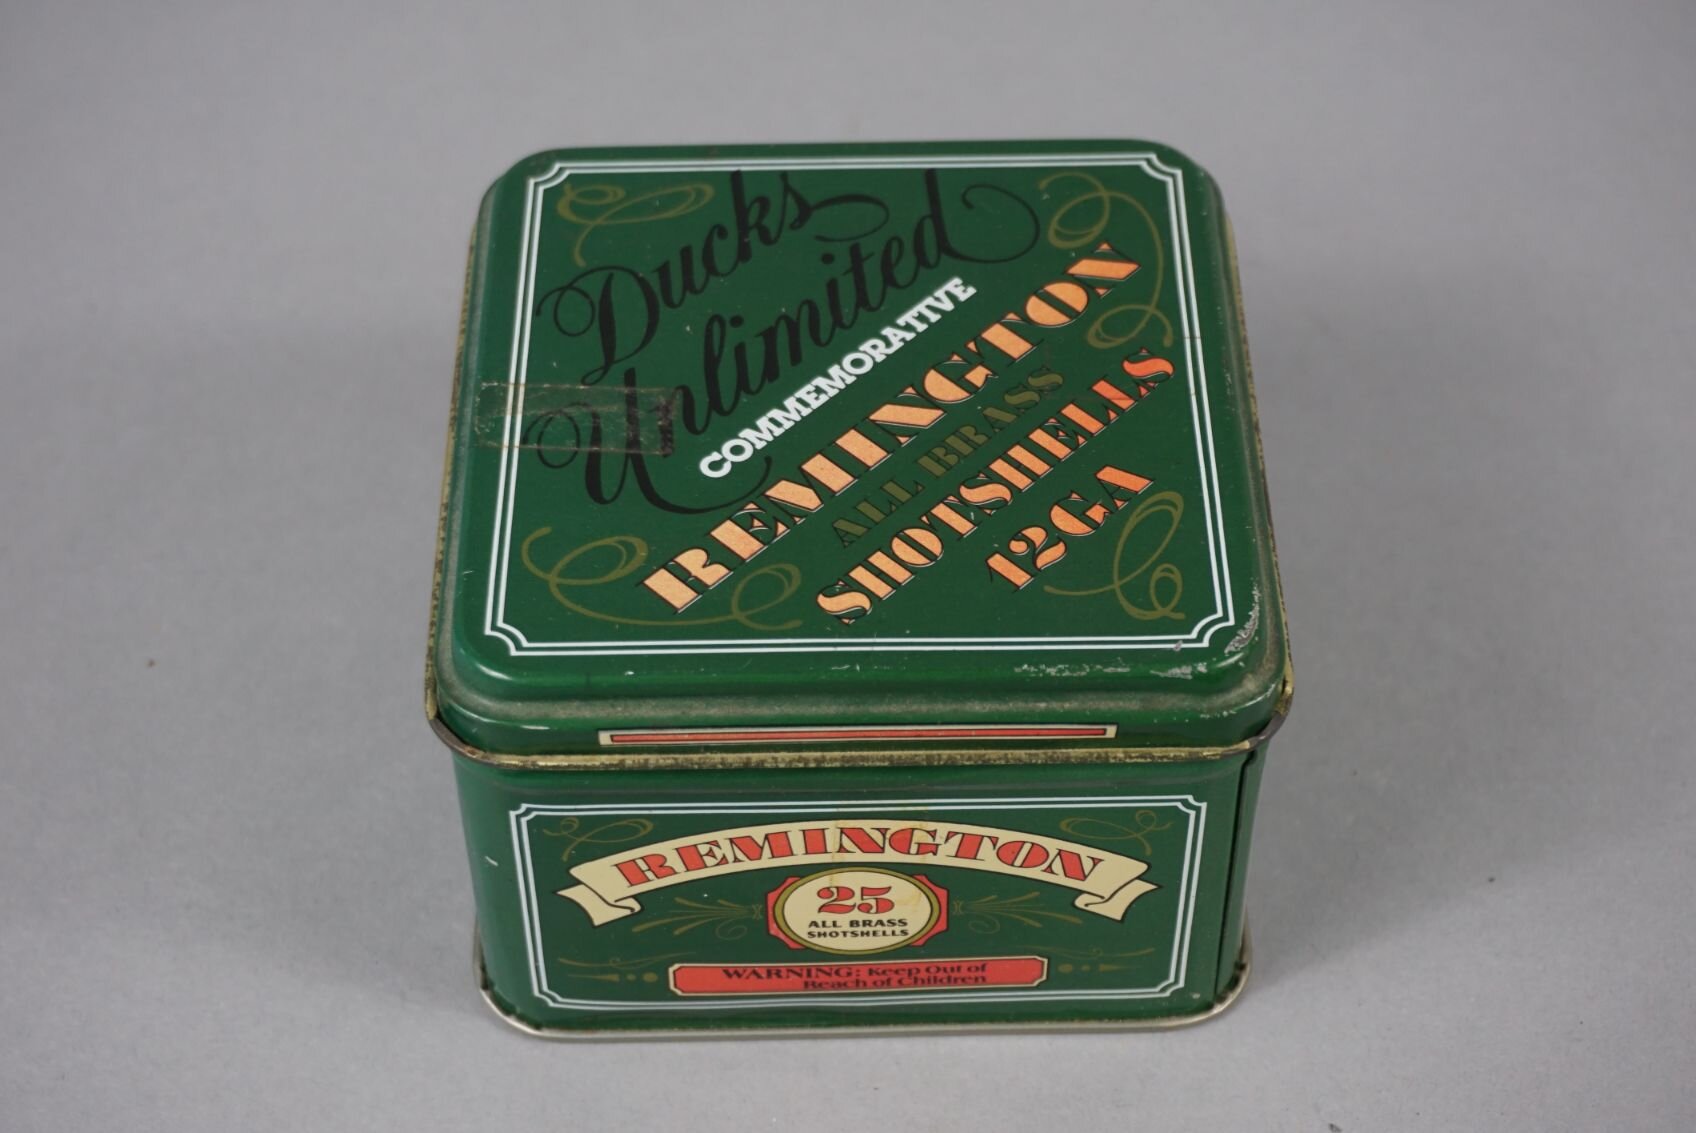 Ducks
Unlimited
COMMEMORATIVE
REMINGTON
ALL BRASS
SHOTSHELLS
12GA
REMINGTON
25
ALL BRASS
SHOTSHELLS
WARNING: Keep Out of
Reach of Children